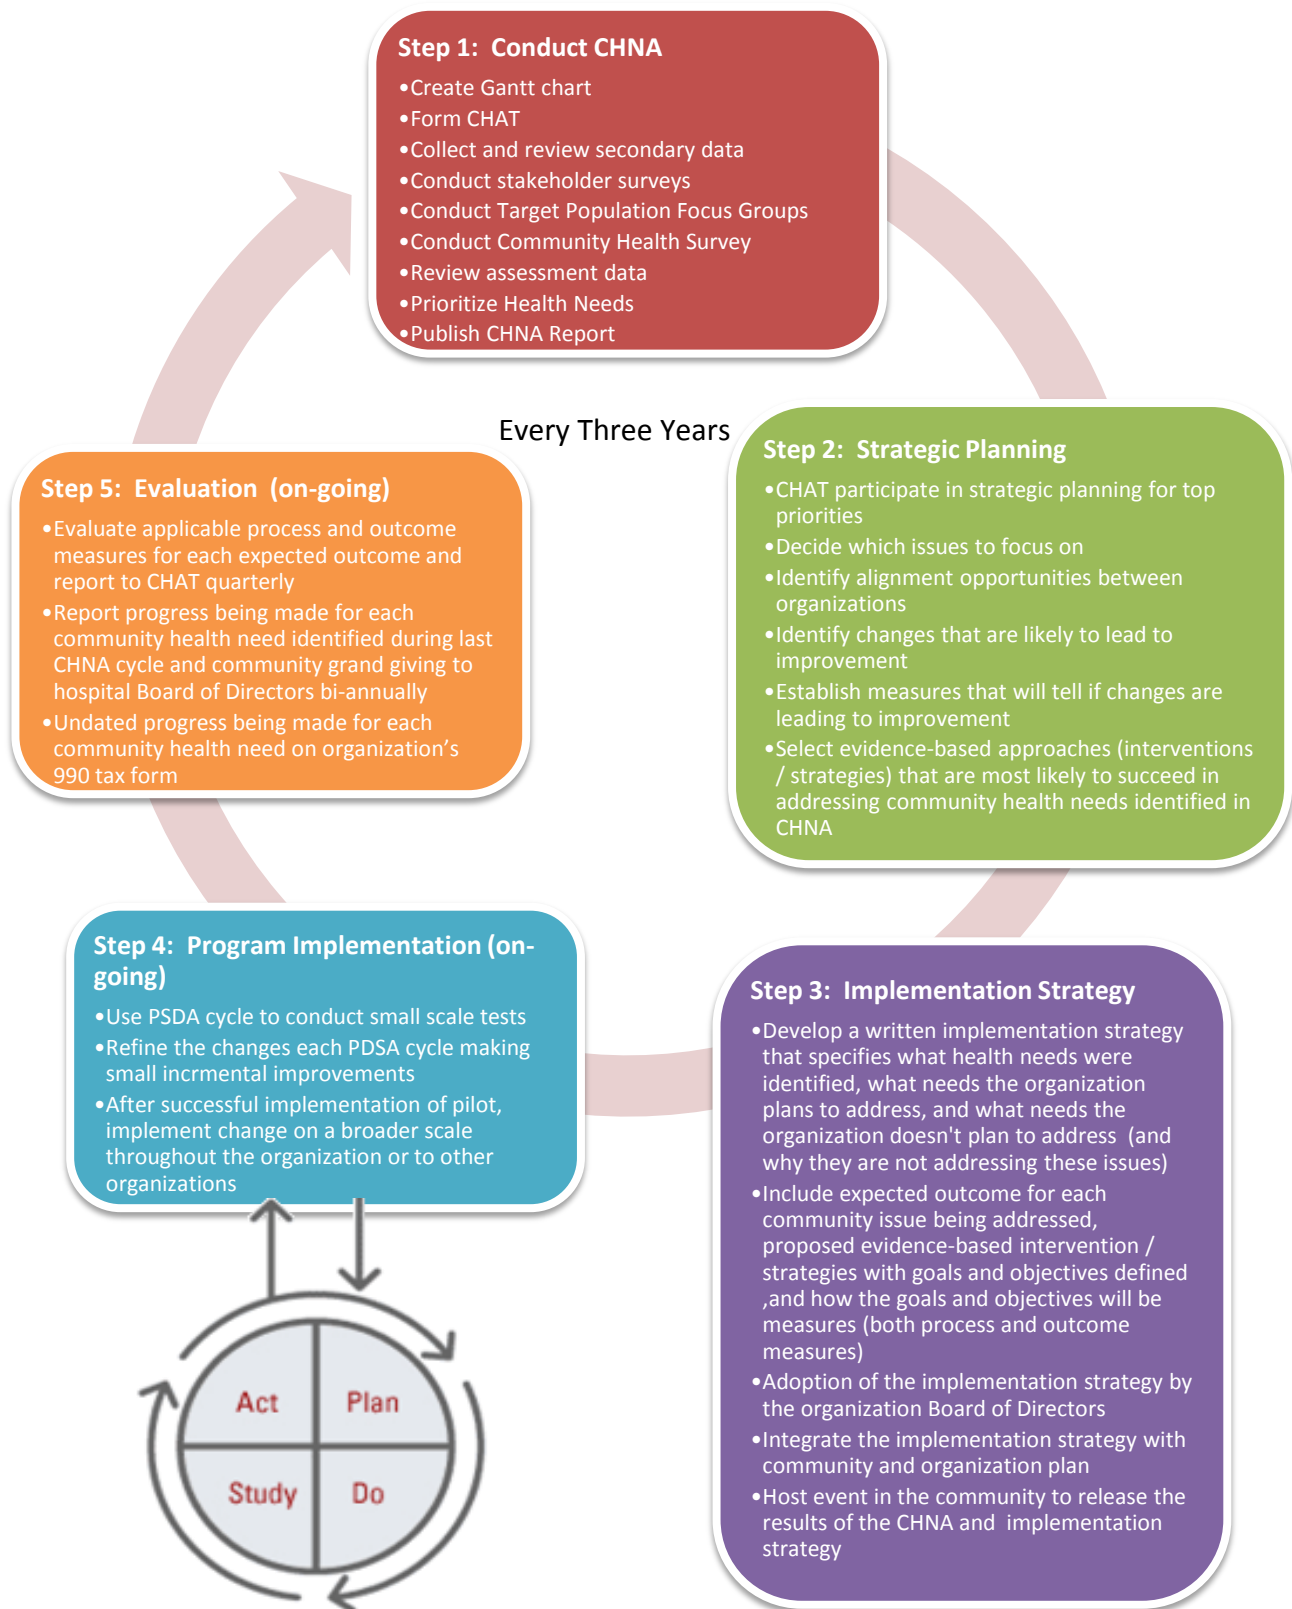 Step 1:  Conduct CHNA
•Create Gantt chart
•Form CHAT
•Collect and review secondary data
•Conduct stakeholder surveys
•Conduct Target Population Focus Groups
•Conduct Community Health Survey
•Review assessment data
•Prioritize Health Needs
•Publish CHNA Report
Every Three Years
Step 2:  Strategic Planning
•CHAT participate in strategic planning for top
priorities
•Decide which issues to focus on
•Identify alignment opportunities between
organizations
•Identify changes that are likely to lead to
improvement
•Establish measures that will tell if changes are
leading to improvement
•Select evidence-based approaches (interventions
/ strategies) that are most likely to succeed in
addressing community health needs identified in
CHNA
Step 3:  Implementation Strategy
•Develop a written implementation strategy
that specifies what health needs were
identified, what needs the organization
plans to address, and what needs the
organization doesn't plan to address  (and
why they are not addressing these issues)
•Include expected outcome for each
community issue being addressed,
proposed evidence-based intervention /
strategies with goals and objectives defined
,and how the goals and objectives will be
measures (both process and outcome
measures)
•Adoption of the implementation strategy by
the organization Board of Directors
•Integrate the implementation strategy with
community and organization plan
•Host event in the community to release the
results of the CHNA and  implementation
strategy
Step 4:  Program Implementation (on-
going)
•Use PSDA cycle to conduct small scale tests
•Refine the changes each PDSA cycle making
small incrmental improvements
•After successful implementation of pilot,
implement change on a broader scale
throughout the organization or to other
organizations
Act
Plan
Study
Do
Step 5:  Evaluation  (on-going)
•Evaluate applicable process and outcome
measures for each expected outcome and
report to CHAT quarterly
•Report progress being made for each
community health need identified during last
CHNA cycle and community grand giving to
hospital Board of Directors bi-annually
•Undated progress being made for each
community health need on organization’s
990 tax form